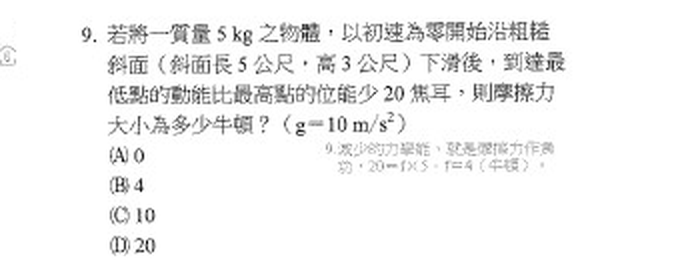 9. 若將一質量 5 kg 之物體，以初速為零開始沿粗糙
斜面（斜面長 5 公尺，高 3 公尺）下滑後，到達最
低點的動能比最高點的位能少 20 焦耳，則摩擦力
大小為多少牛頓？（g=10 m/s²）
(A) 0
9.減少的力學能、就是摩擦力作負
功，20=f×5，f=4（牛頓）。
(B) 4
(C) 10
(D) 20